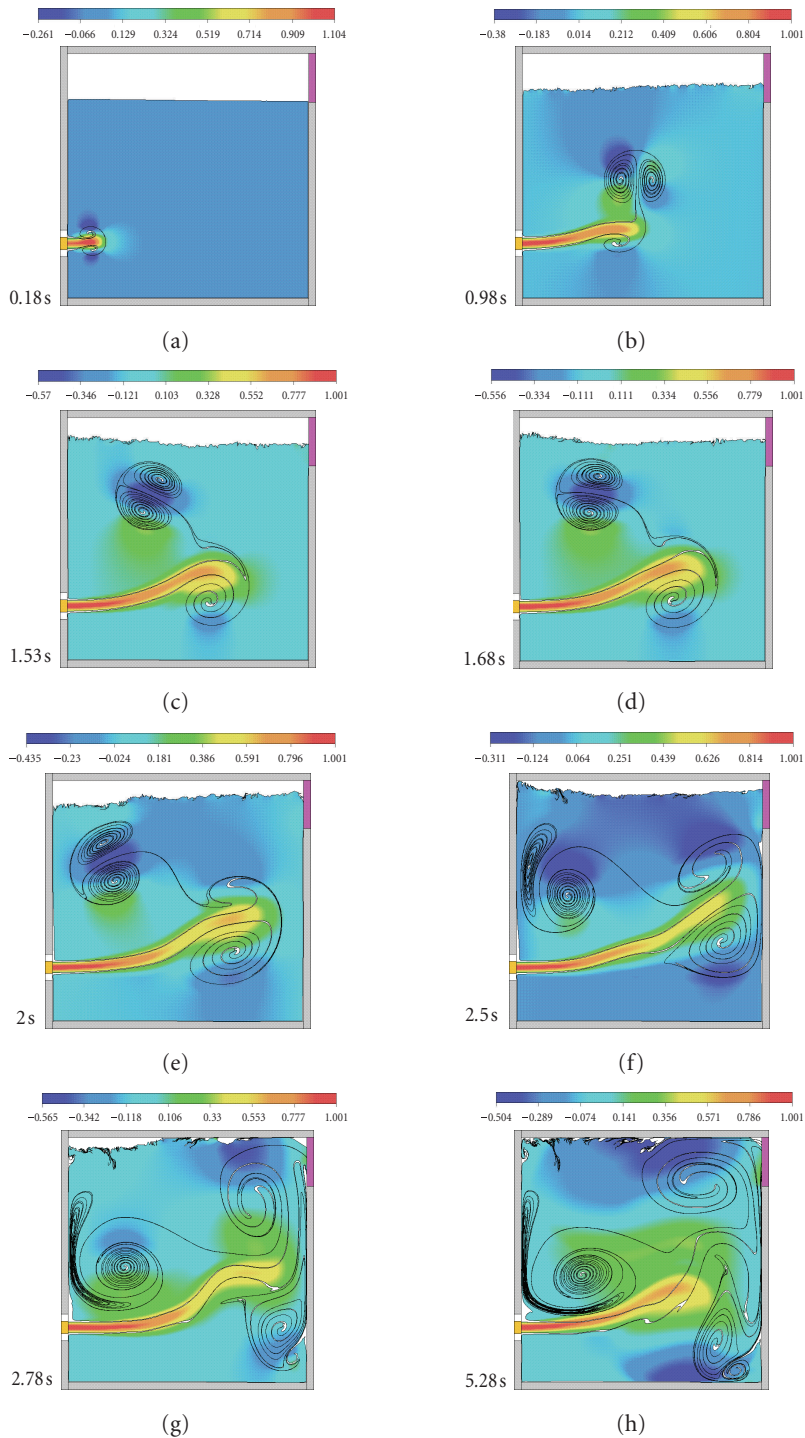 −0.261 −0.066 0.129 0.324 0.519 0.714 0.909 1.104
0.18 s
(a)
−0.38 −0.183 0.014 0.212 0.409 0.606 0.804 1.001
0.98 s
(b)
−0.57 −0.346 −0.121 0.103 0.328 0.552 0.777 1.001
1.53 s
(c)
−0.556 −0.334 −0.111 0.111 0.334 0.556 0.779 1.001
1.68 s
(d)
−0.435 −0.23 −0.024 0.181 0.386 0.591 0.796 1.001
2 s
(e)
−0.311 −0.124 0.064 0.251 0.439 0.626 0.814 1.001
2.5 s
(f)
−0.565 −0.342 −0.118 0.106 0.33 0.553 0.777 1.001
2.78 s
(g)
−0.504 −0.289 −0.074 0.141 0.356 0.571 0.786 1.001
5.28 s
(h)